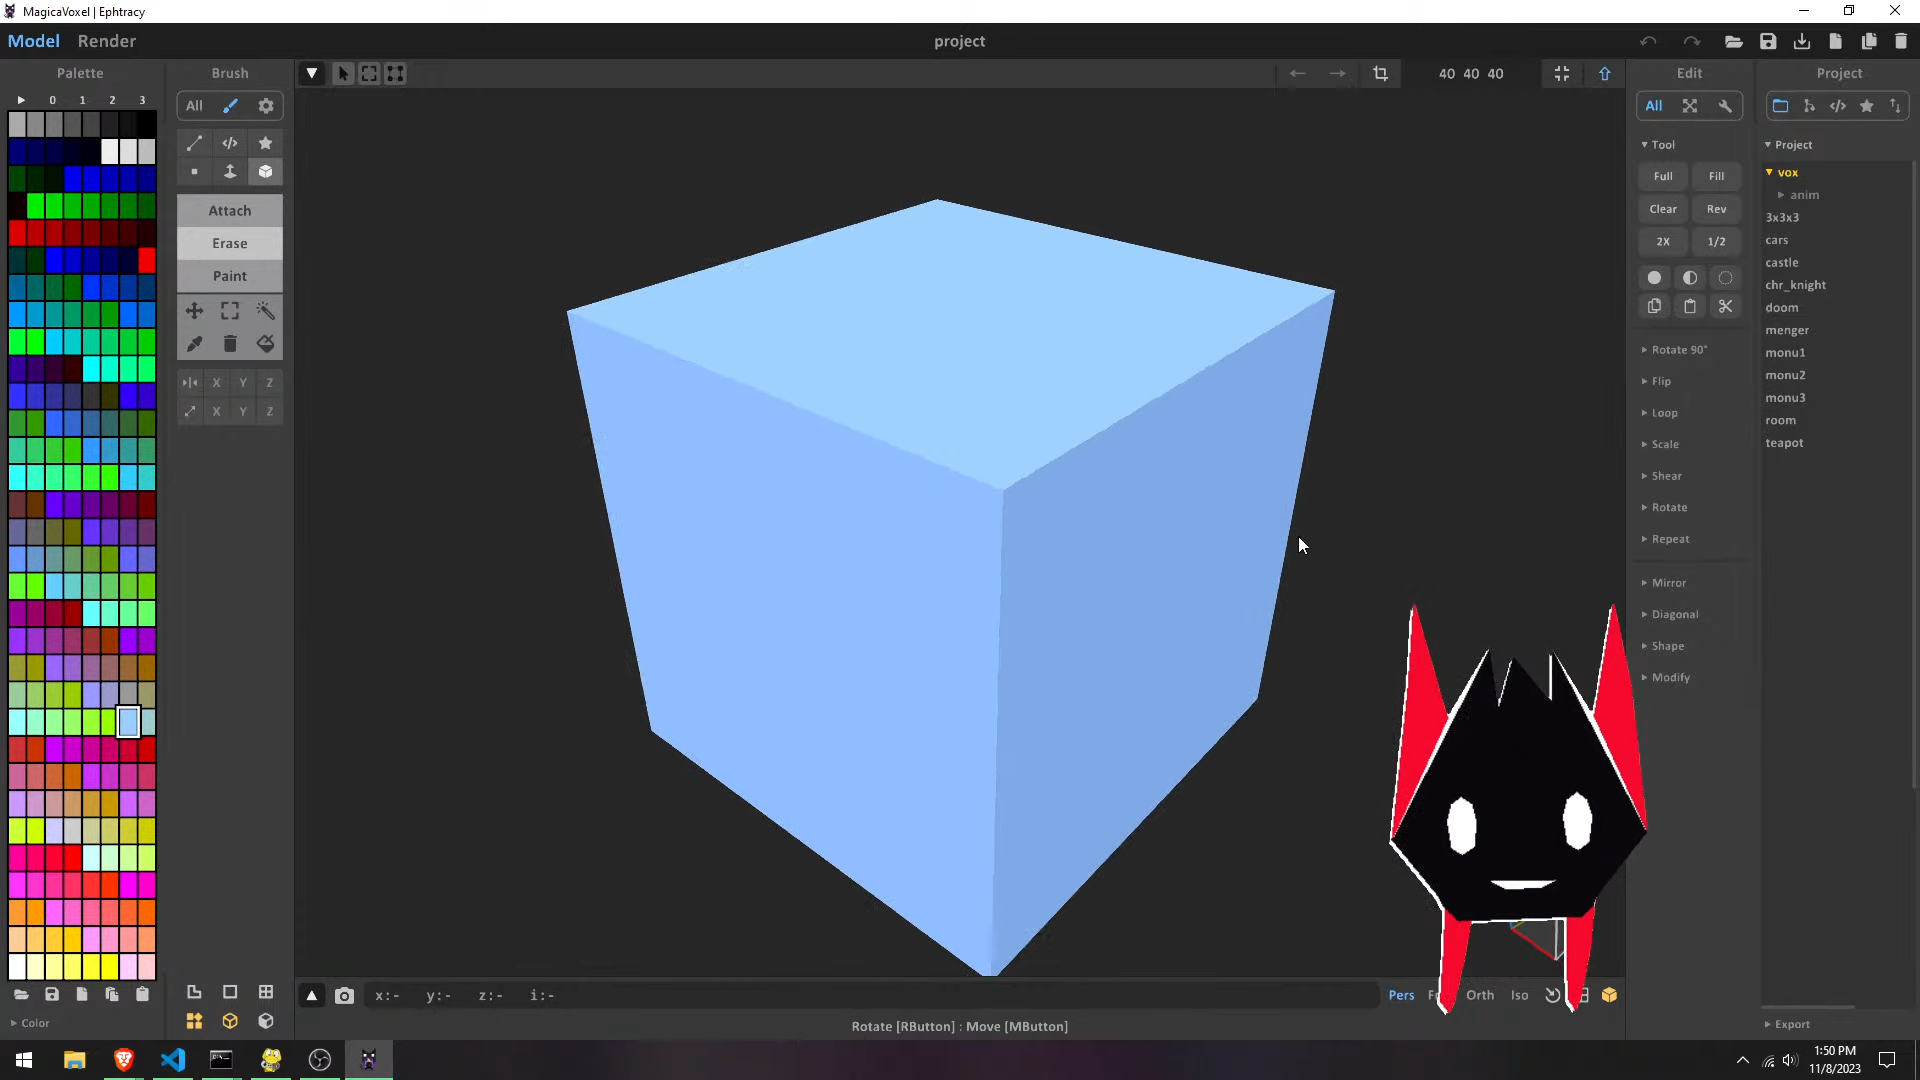 MagicaVoxel | Ephtracy
Model Render
project
Palette
Brush
40 40 40
Edit
Project
0 1 2 3
All
All
Tool
Project
Full Fill
Clear Rev
2X 1/2
Attach
Erase
Paint
X Y Z
X Y Z
Rotate 90°
Flip
Loop
Scale
Shear
Rotate
Repeat
Mirror
Diagonal
Shape
Modify
vox
anim
3x3x3
cars
castle
chr_knight
doom
menger
monu1
monu2
monu3
room
teapot
x:- y:- z:- i:-
Pers Orth Iso
Color
Rotate [RButton] : Move [MButton]
Export
1:50 PM
11/8/2023